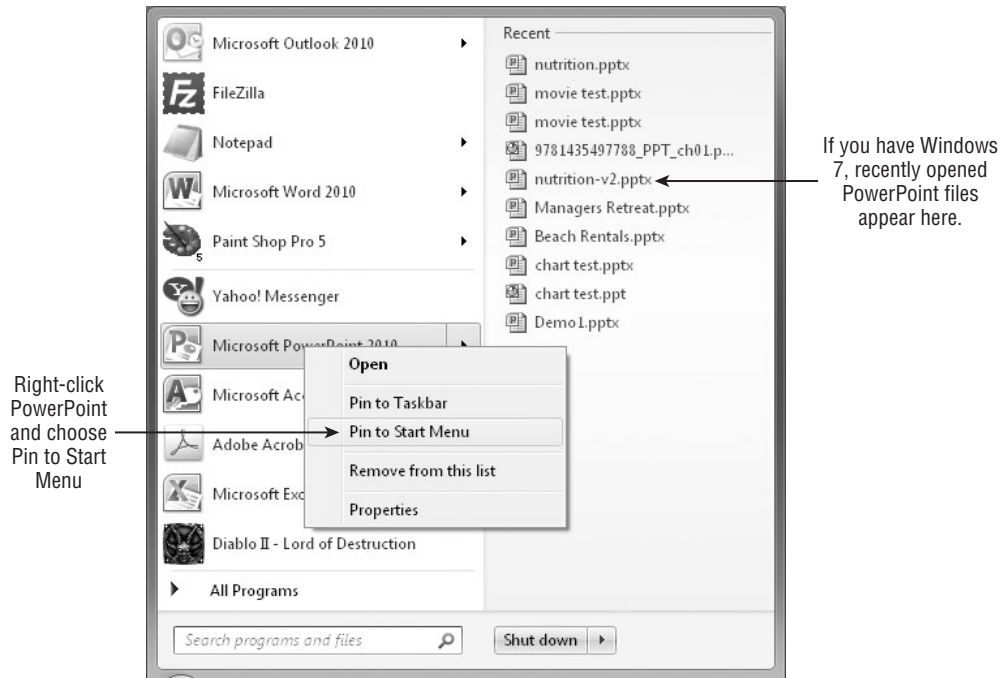 Microsoft Outlook 2010
FileZilla
Notepad
Microsoft Word 2010
Paint Shop Pro 5
5
Yahoo! Messenger
Microsoft PowerPoint 2010
Microsoft Ac
Adobe Acrob
Microsoft Exc
Diablo II - Lord of Destruction
All Programs
Search programs and files
Shut down
Open
Pin to Taskbar
Pin to Start Menu
Remove from this list
Properties
Recent
nutrition.pptx
movie test.pptx
movie test.pptx
9781435497788_PPT_ch01.p...
nutrition-v2.pptx
Managers Retreat.pptx
Beach Rentals.pptx
chart test.pptx
chart test.ppt
Demo1.pptx
Right-click
PowerPoint
and choose
Pin to Start
Menu
If you have Windows
7, recently opened
PowerPoint files
appear here.